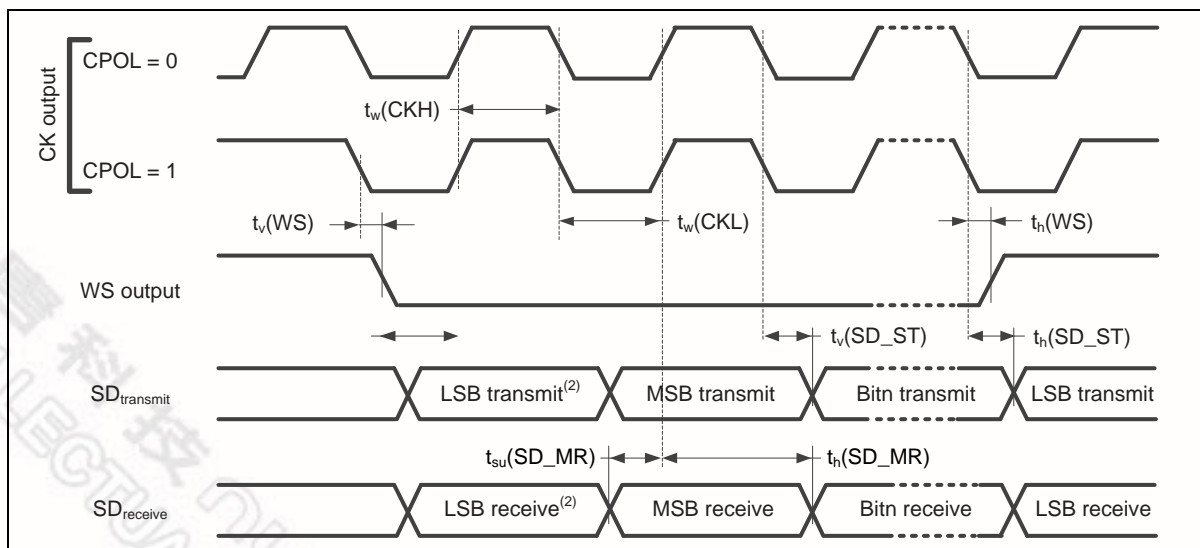 CK output
CPOL = 0
tw(CKH)
CPOL = 1
tv(WS)
tw(CKL)
th(WS)
WS output
tv(SD_ST)
th(SD_ST)
SDtransmit
LSB transmit(2)
MSB transmit
Bitn transmit
LSB transmit
tsu(SD_MR)
th(SD_MR)
SDreceive
LSB receive(2)
MSB receive
Bitn receive
LSB receive
科技